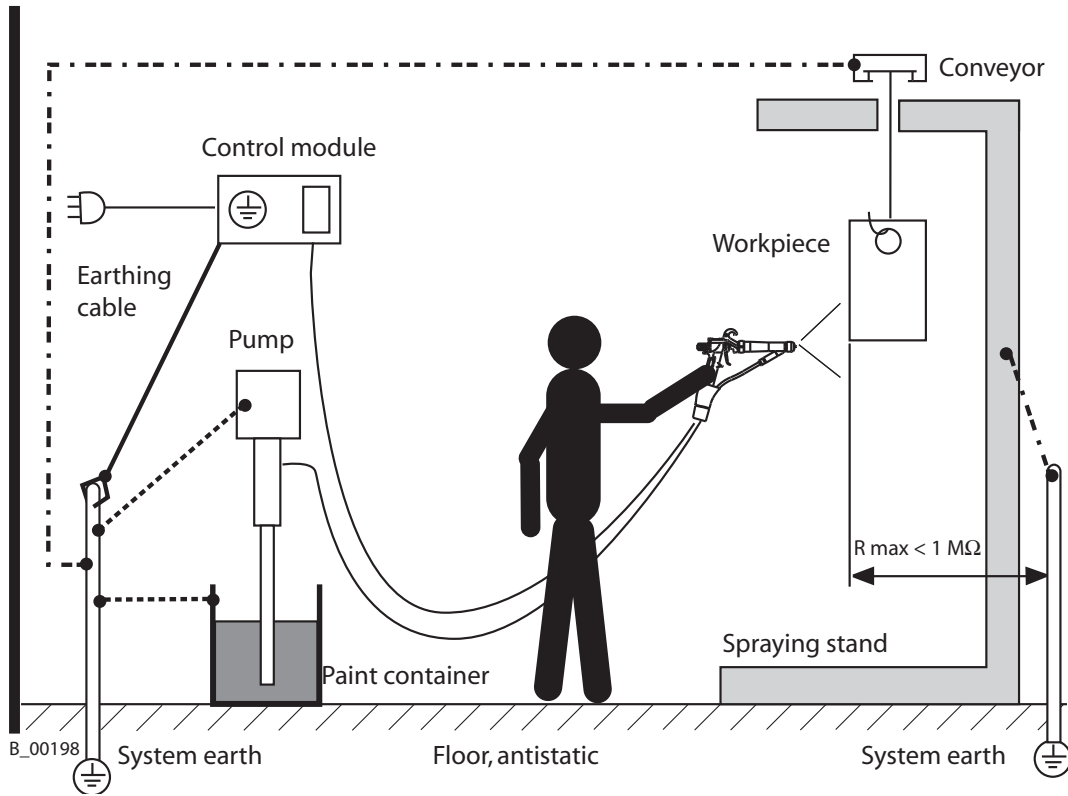 Conveyor
Control module
Workpiece
Earthing
cable
Pump
R max < 1 MΩ
Spraying stand
Paint container
B_00198
System earth
Floor, antistatic
System earth